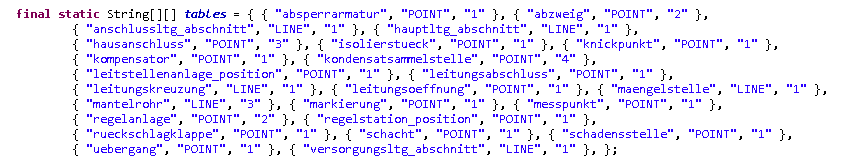 final static String[][] tables = { { "absperrarmatur", "POINT", "1" }, { "abzweig", "POINT", "2" },
{ "anschlussltg_abschnitt", "LINE", "1" }, { "hauptltg_abschnitt", "LINE", "1" },
{ "hausanschluss", "POINT", "3" }, { "isolierstueck", "POINT", "1" }, { "knickpunkt", "POINT", "1" },
{ "kompensator", "POINT", "1" }, { "kondensatsammelstelle", "POINT", "4" },
{ "leitstellenanlage_position", "POINT", "1" }, { "leitungsabschluss", "POINT", "1" },
{ "leitungskreuzung", "LINE", "1" }, { "leitungsoeffnung", "POINT", "1" }, { "maengelstelle", "LINE", "1" },
{ "mantelrohr", "LINE", "3" }, { "markierung", "POINT", "1" }, { "messpunkt", "POINT", "1" },
{ "regelanlage", "POINT", "2" }, { "regelstation_position", "POINT", "1" },
{ "rueckschlagklappe", "POINT", "1" }, { "schacht", "POINT", "1" }, { "schadensstelle", "POINT", "1" },
{ "uebergang", "POINT", "1" }, { "versorgungsltg_abschnitt", "LINE", "1" }, };